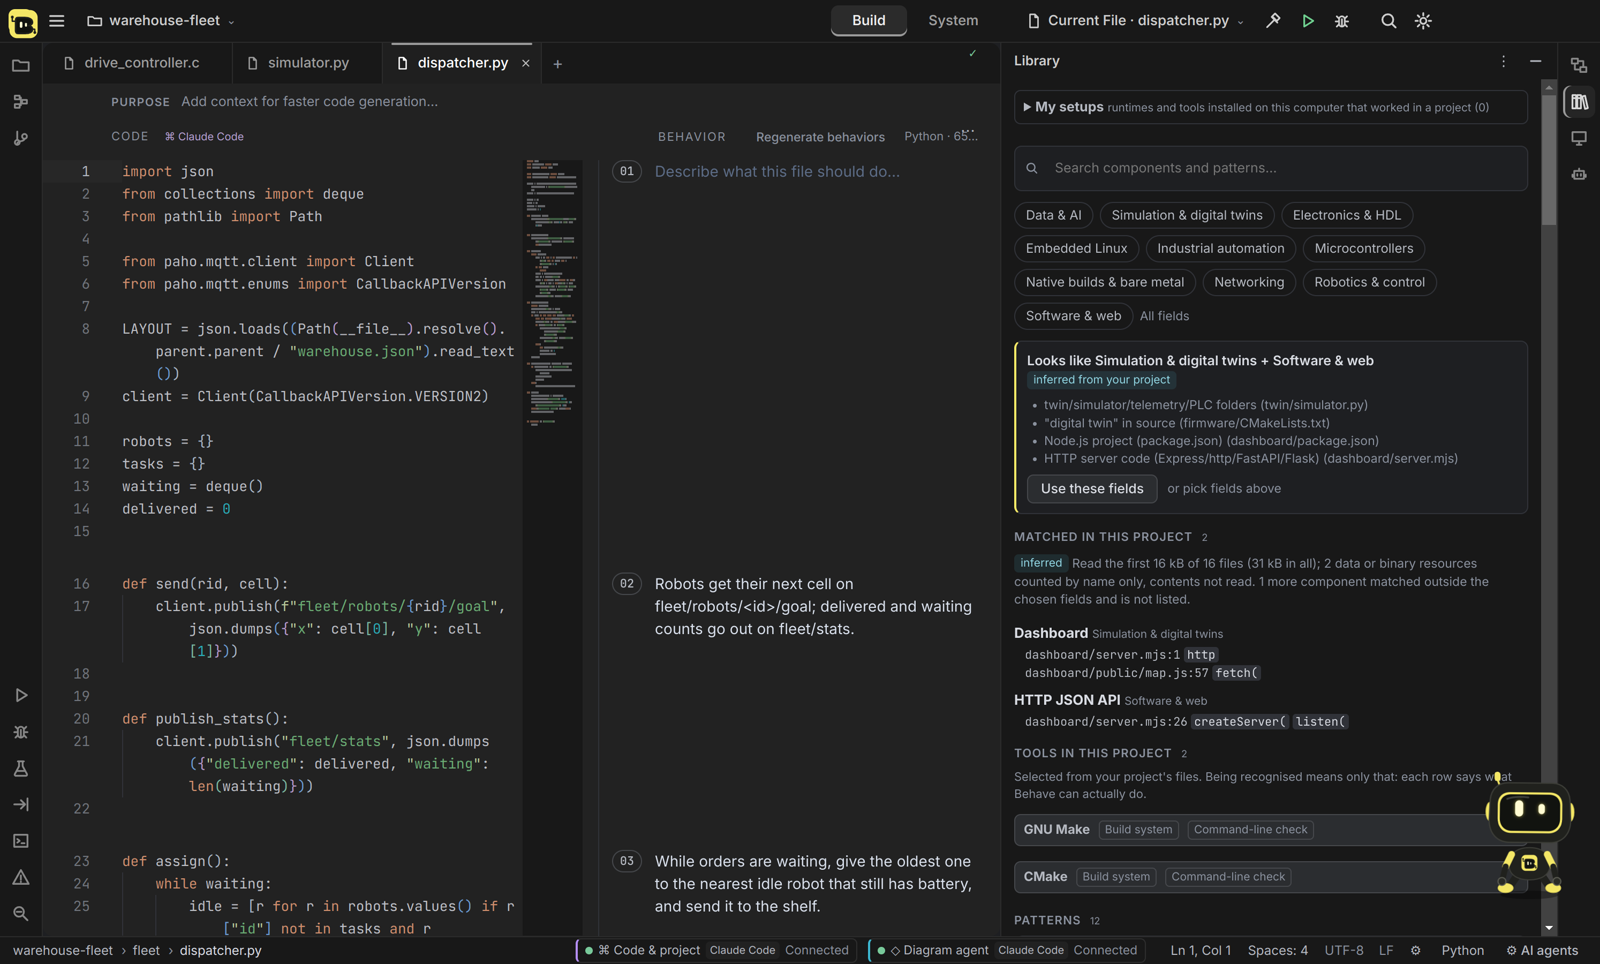 warehouse-fleet
Build
System
Current File · dispatcher.py
drive_controller.c
simulator.py
dispatcher.py
Library
PURPOSE Add context for faster code generation...
CODE ⌘ Claude Code
BEHAVIOR
Regenerate behaviors
Python · 65...
1 import json
2 from collections import deque
3 from pathlib import Path
4
5 from paho.mqtt.client import Client
6 from paho.mqtt.enums import CallbackAPIVersion
7
8 LAYOUT = json.loads((Path(__file__).resolve().
parent.parent / "warehouse.json").read_text
())
9 client = Client(CallbackAPIVersion.VERSION2)
10
11 robots = {}
12 tasks = {}
13 waiting = deque()
14 delivered = 0
15
16 def send(rid, cell):
17 client.publish(f"fleet/robots/{rid}/goal",
json.dumps({"x": cell[0], "y": cell
[1]}))
18
19
20 def publish_stats():
21 client.publish("fleet/stats", json.dumps
({"delivered": delivered, "waiting":
len(waiting)}))
22
23 def assign():
24 while waiting:
25 idle = [r for r in robots.values() if r
["id"] not in tasks and r
01 Describe what this file should do...
02 Robots get their next cell on
fleet/robots/<id>/goal; delivered and waiting
counts go out on fleet/stats.
03 While orders are waiting, give the oldest one
to the nearest idle robot that still has battery,
and send it to the shelf.
My setups runtimes and tools installed on this computer that worked in a project (0)
Search components and patterns...
Data & AI
Simulation & digital twins
Electronics & HDL
Embedded Linux
Industrial automation
Microcontrollers
Native builds & bare metal
Networking
Robotics & control
Software & web
All fields
Looks like Simulation & digital twins + Software & web
inferred from your project
• twin/simulator/telemetry/PLC folders (twin/simulator.py)
• "digital twin" in source (firmware/CMakeLists.txt)
• Node.js project (package.json) (dashboard/package.json)
• HTTP server code (Express/http/FastAPI/Flask) (dashboard/server.mjs)
Use these fields
or pick fields above
MATCHED IN THIS PROJECT 2
inferred Read the first 16 kB of 16 files (31 kB in all); 2 data or binary resources
counted by name only, contents not read. 1 more component matched outside the
chosen fields and is not listed.
Dashboard Simulation & digital twins
dashboard/server.mjs:1 http
dashboard/public/map.js:57 fetch(
HTTP JSON API Software & web
dashboard/server.mjs:26 createServer( listen(
TOOLS IN THIS PROJECT 2
Selected from your project's files. Being recognised means only that: each row says what
Behave can actually do.
GNU Make Build system Command-line check
CMake Build system Command-line check
PATTERNS 12
warehouse-fleet › fleet › dispatcher.py
⌘ Code & project Claude Code Connected
◇ Diagram agent Claude Code Connected
Ln 1, Col 1
Spaces: 4
UTF-8
LF
Python
AI agents